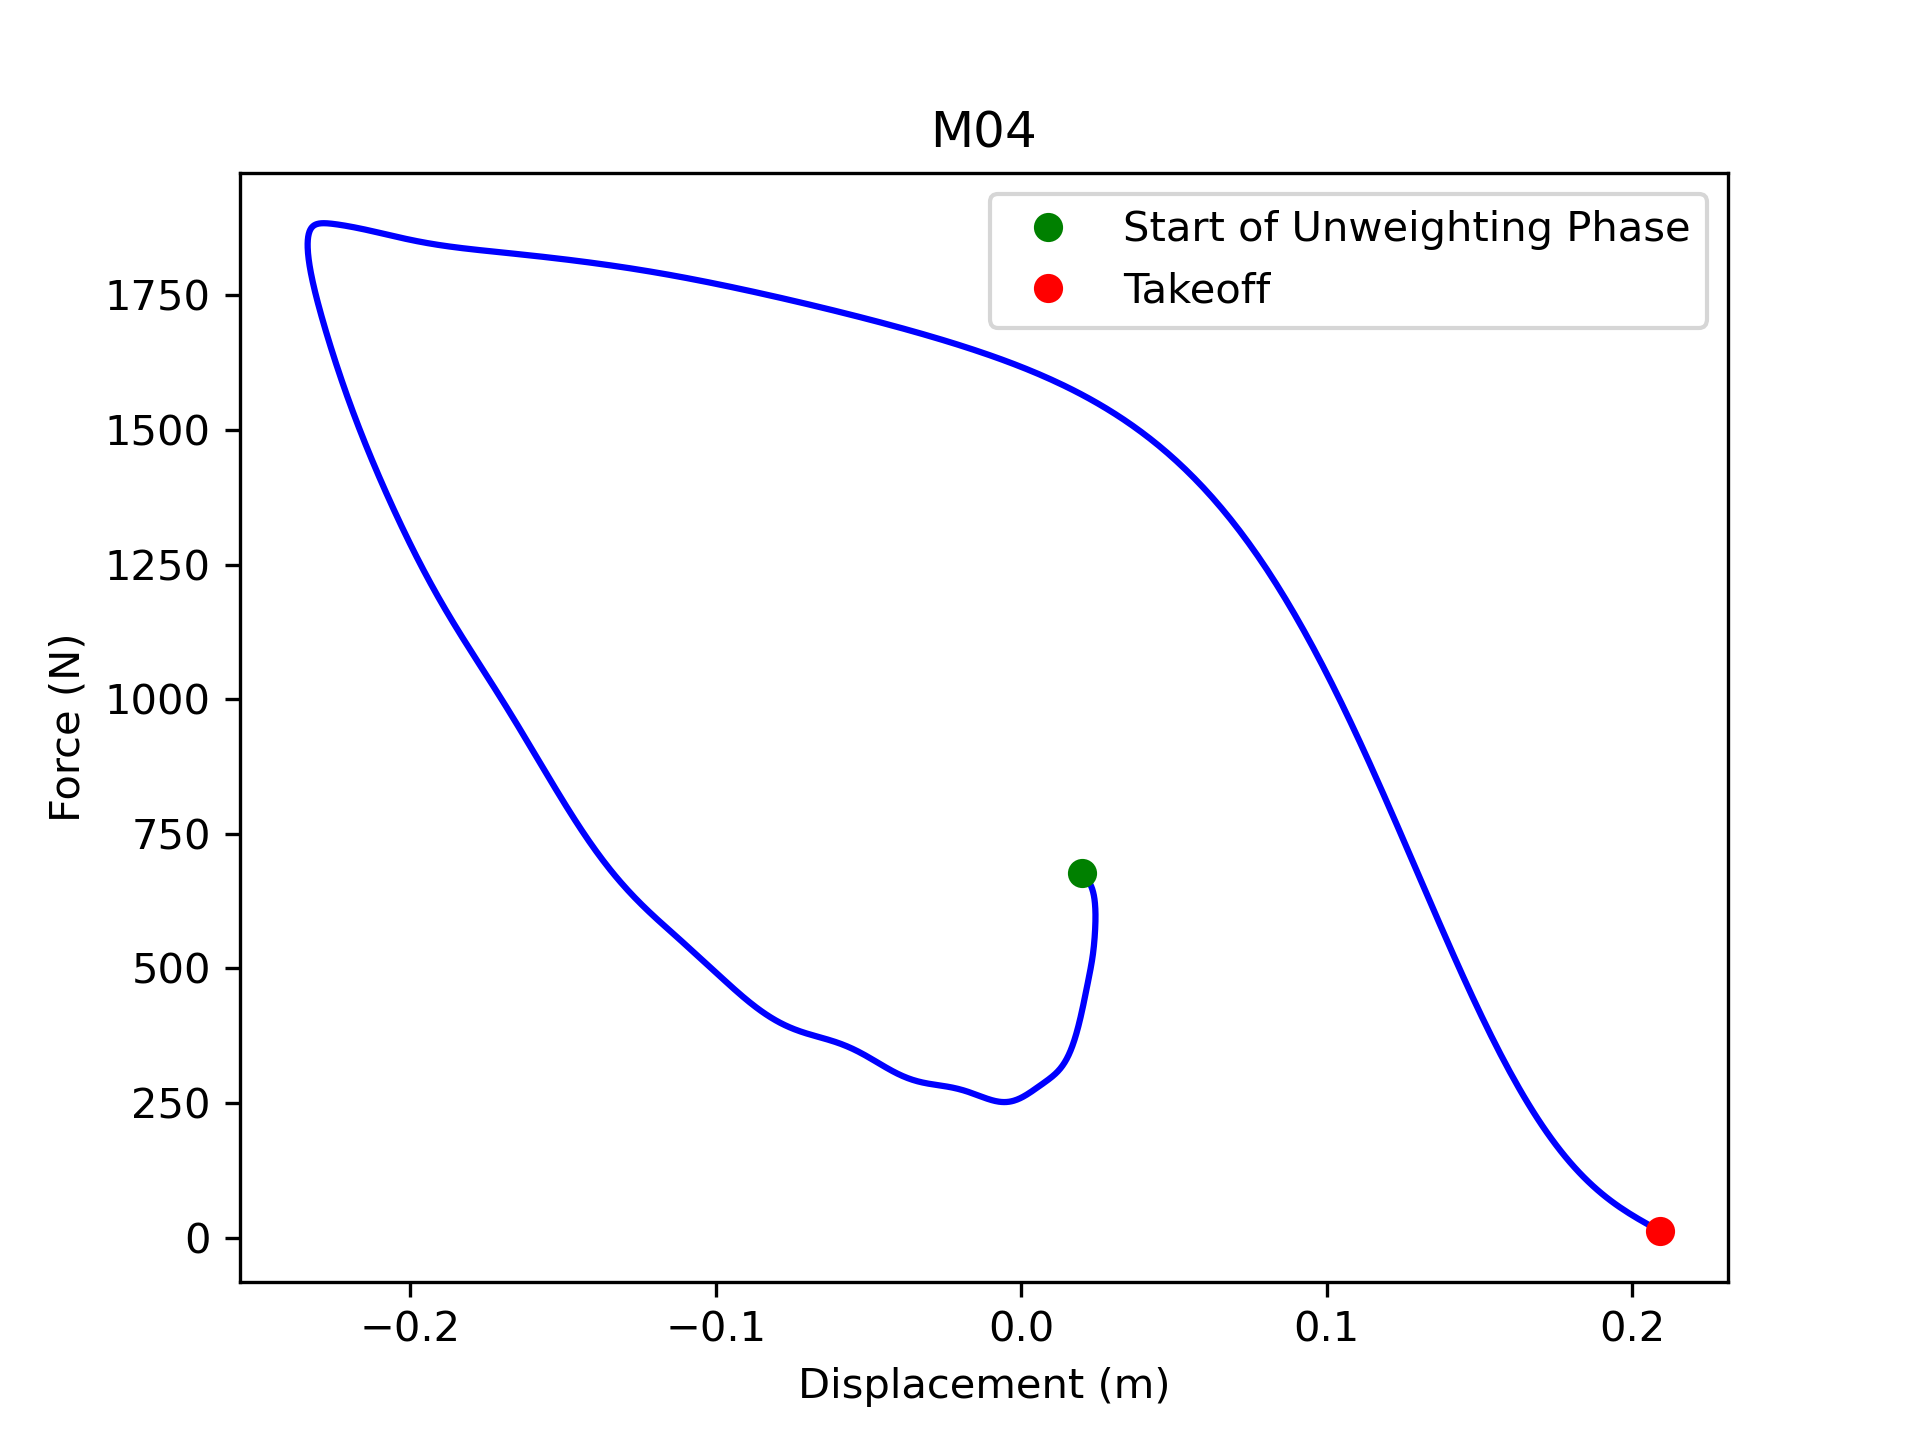 M04
Start of Unweighting Phase
Takeoff
Force (N)
1750
1500
1250
1000
750
500
250
0
−0.2
−0.1
0.0
0.1
0.2
Displacement (m)